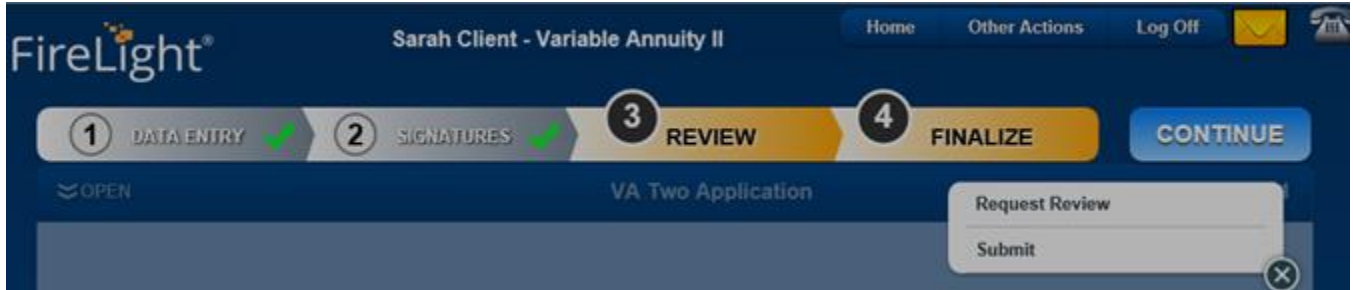 FireLight®
Sarah Client - Variable Annuity II
Home Other Actions Log Off
1 DATA ENTRY 2 SIGNATURES 3 REVIEW 4 FINALIZE CONTINUE
OPEN VA Two Application
Request Review
Submit